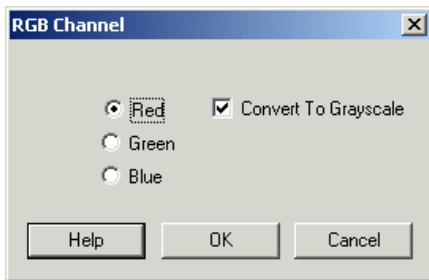 RGB Channel
Red Convert To Grayscale
Green
Blue
Help OK Cancel